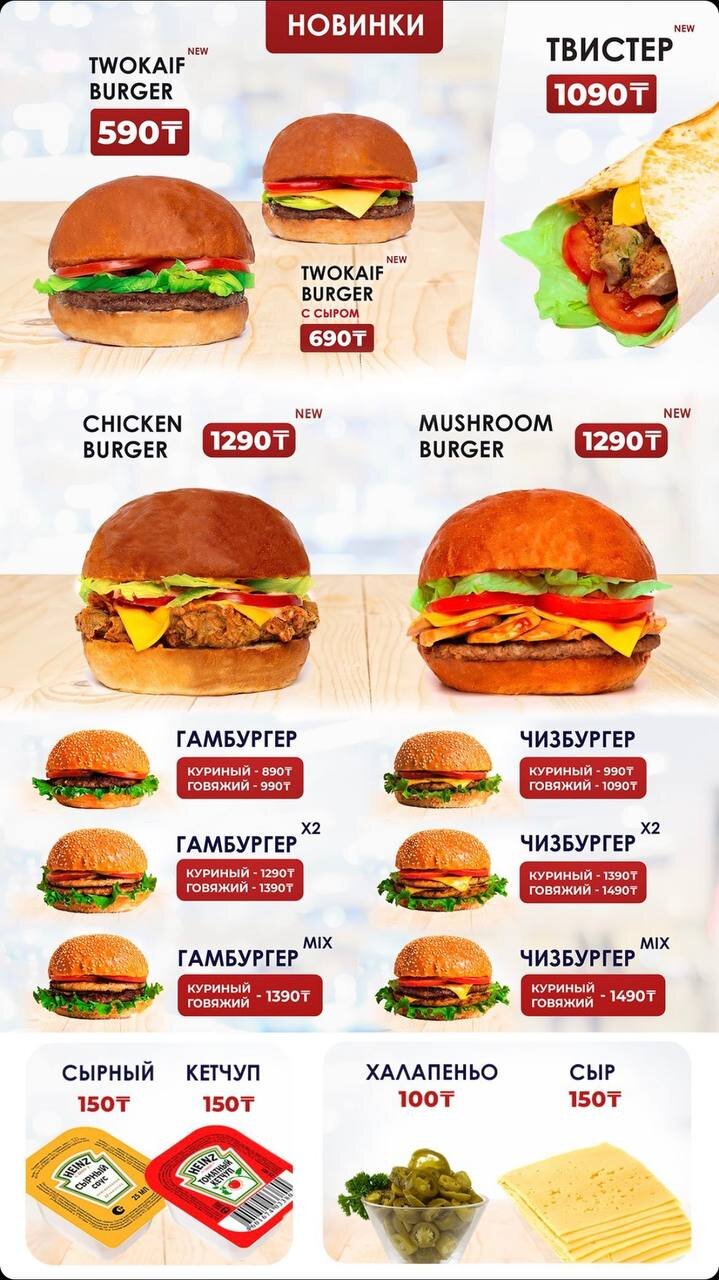 НОВИНКИ
TWOKAIF NEW
BURGER
590₸
TWOKAIF NEW
BURGER
С СЫРОМ
690₸
ТВИСТЕР NEW
1090₸
CHICKEN NEW
BURGER
1290₸
MUSHROOM NEW
BURGER
1290₸
ГАМБУРГЕР
КУРИНЫЙ - 890₸
ГОВЯЖИЙ - 990₸
ЧИЗБУРГЕР
КУРИНЫЙ - 990₸
ГОВЯЖИЙ - 1090₸
ГАМБУРГЕР X2
КУРИНЫЙ - 1290₸
ГОВЯЖИЙ - 1390₸
ЧИЗБУРГЕР X2
КУРИНЫЙ - 1390₸
ГОВЯЖИЙ - 1490₸
ГАМБУРГЕР MIX
КУРИНЫЙ
ГОВЯЖИЙ - 1390₸
ЧИЗБУРГЕР MIX
КУРИНЫЙ
ГОВЯЖИЙ - 1490₸
СЫРНЫЙ
150₸
КЕТЧУП
150₸
HEINZ
СЫРНЫЙ
СОУС
25 МЛ
HEINZ
ТОМАТНЫЙ
КЕТЧУП
ХАЛАПЕНЬО
100₸
СЫР
150₸